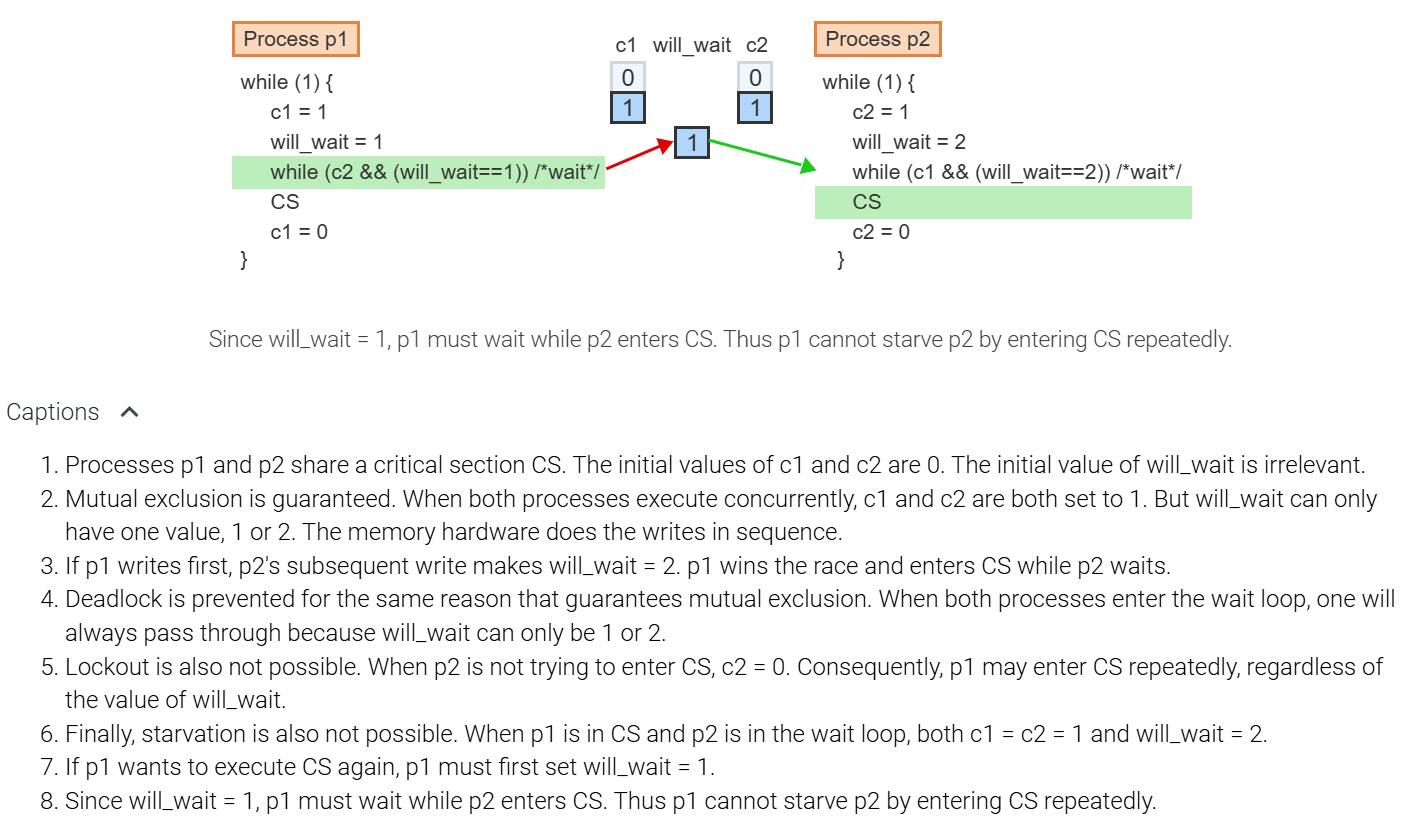 Process p1
c1 will_wait c2
Process p2
0
0
1
1
1
while (1) {
c1 = 1
will_wait = 1
while (c2 && (will_wait==1)) /*wait*/
CS
c1 = 0
}
while (1) {
c2 = 1
will_wait = 2
while (c1 && (will_wait==2)) /*wait*/
CS
c2 = 0
}
Since will_wait = 1, p1 must wait while p2 enters CS. Thus p1 cannot starve p2 by entering CS repeatedly.
Captions
1. Processes p1 and p2 share a critical section CS. The initial values of c1 and c2 are 0. The initial value of will_wait is irrelevant.
2. Mutual exclusion is guaranteed. When both processes execute concurrently, c1 and c2 are both set to 1. But will_wait can only
have one value, 1 or 2. The memory hardware does the writes in sequence.
3. If p1 writes first, p2's subsequent write makes will_wait = 2. p1 wins the race and enters CS while p2 waits.
4. Deadlock is prevented for the same reason that guarantees mutual exclusion. When both processes enter the wait loop, one will
always pass through because will_wait can only be 1 or 2.
5. Lockout is also not possible. When p2 is not trying to enter CS, c2 = 0. Consequently, p1 may enter CS repeatedly, regardless of
the value of will_wait.
6. Finally, starvation is also not possible. When p1 is in CS and p2 is in the wait loop, both c1 = c2 = 1 and will_wait = 2.
7. If p1 wants to execute CS again, p1 must first set will_wait = 1.
8. Since will_wait = 1, p1 must wait while p2 enters CS. Thus p1 cannot starve p2 by entering CS repeatedly.